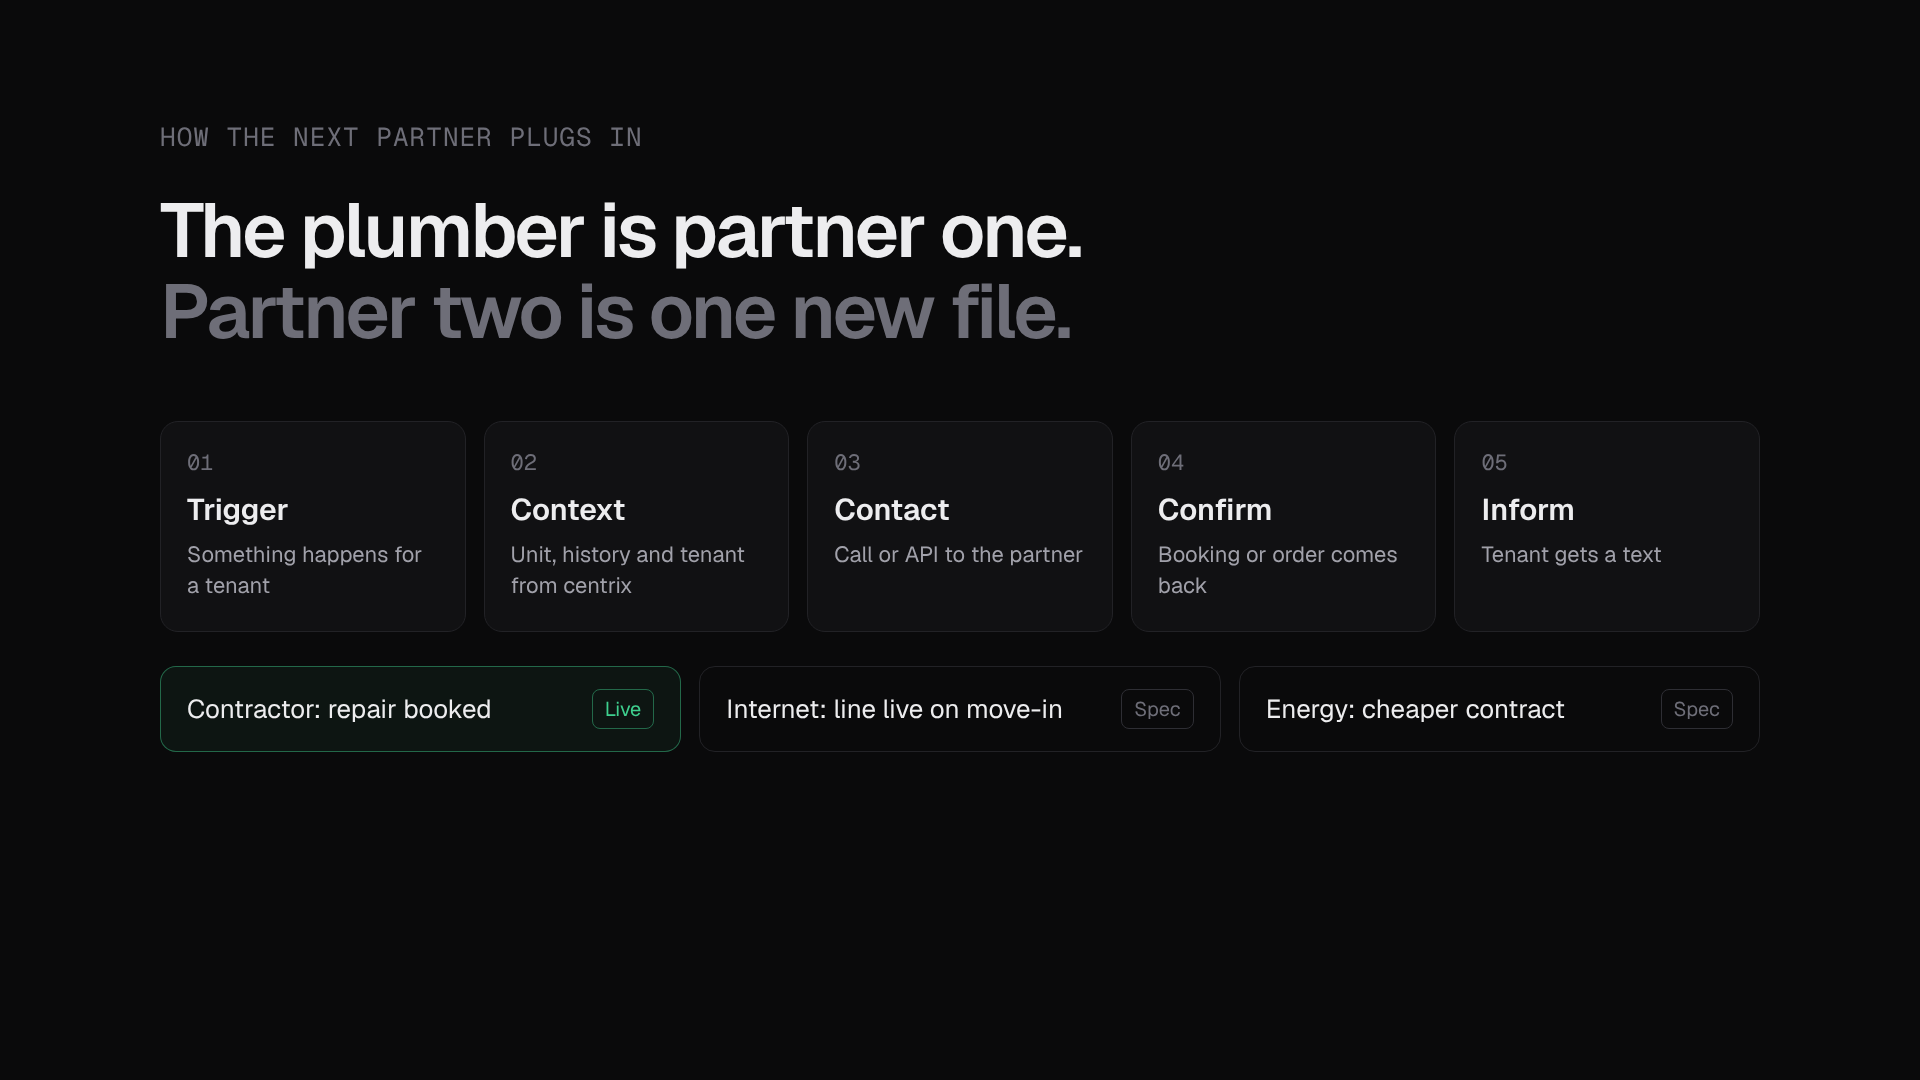 HOW THE NEXT PARTNER PLUGS IN
The plumber is partner one.
Partner two is one new file.
01
Trigger
Something happens for
a tenant
02
Context
Unit, history and tenant
from centrix
03
Contact
Call or API to the partner
04
Confirm
Booking or order comes
back
05
Inform
Tenant gets a text
Contractor: repair booked
Live
Internet: line live on move-in
Spec
Energy: cheaper contract
Spec